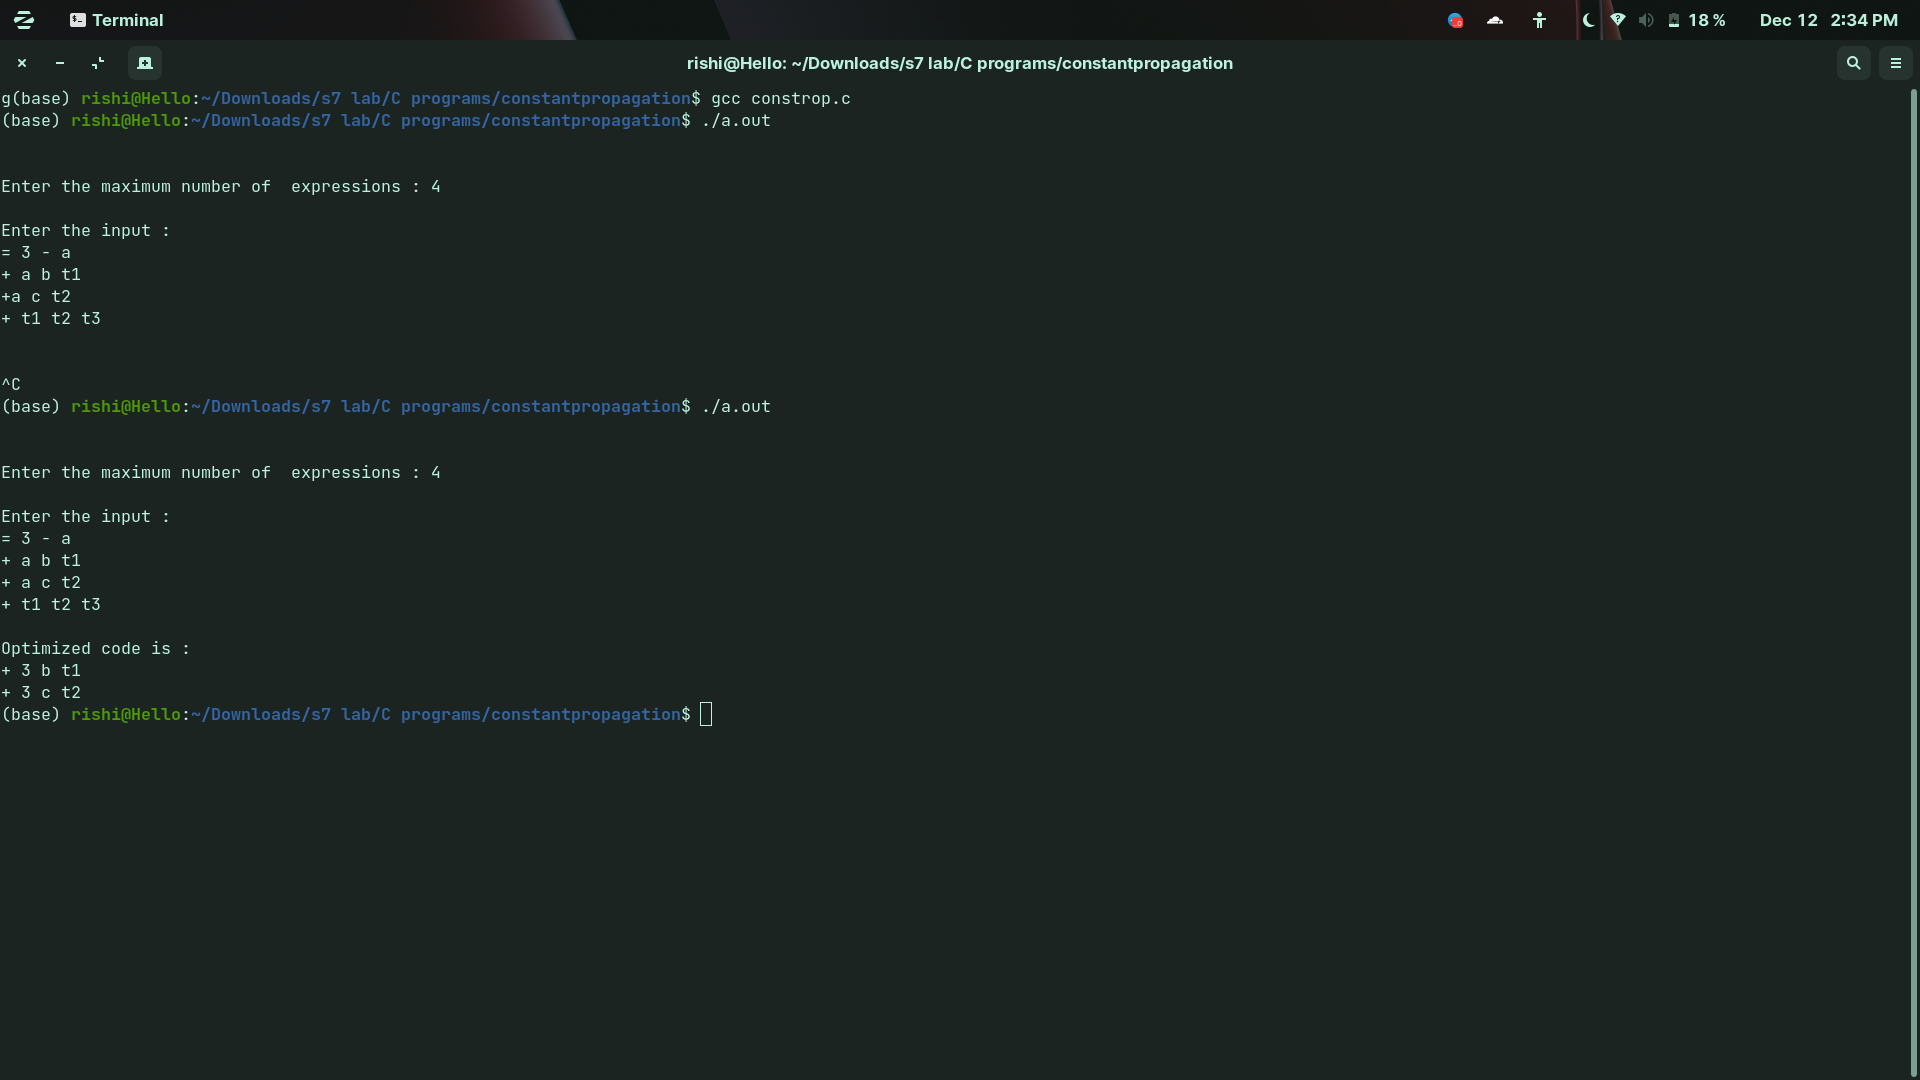 Terminal
18 %
Dec 12 2:34 PM
rishi@Hello: ~/Downloads/s7 lab/C programs/constantpropagation
g(base) rishi@Hello:~/Downloads/s7 lab/C programs/constantpropagation$ gcc constrop.c
(base) rishi@Hello:~/Downloads/s7 lab/C programs/constantpropagation$ ./a.out
Enter the maximum number of  expressions : 4
Enter the input :
= 3 - a
+ a b t1
+a c t2
+ t1 t2 t3
^C
(base) rishi@Hello:~/Downloads/s7 lab/C programs/constantpropagation$ ./a.out
Enter the maximum number of  expressions : 4
Enter the input :
= 3 - a
+ a b t1
+ a c t2
+ t1 t2 t3
Optimized code is :
+ 3 b t1
+ 3 c t2
(base) rishi@Hello:~/Downloads/s7 lab/C programs/constantpropagation$